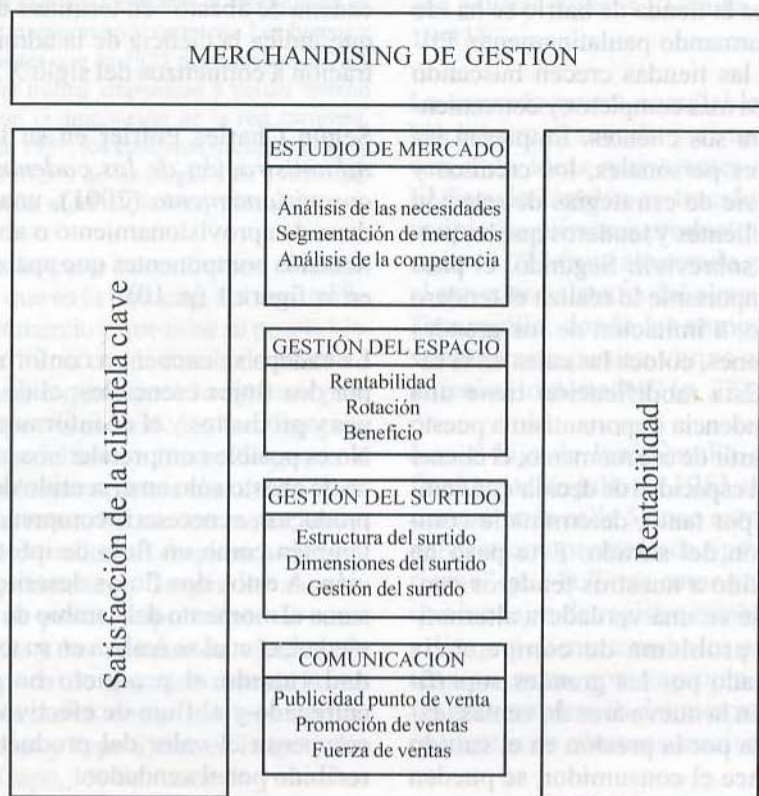 MERCHANDISING DE GESTIÓN
Satisfacción de la clientela clave
ESTUDIO DE MERCADO
Análisis de las necesidades
Segmentación de mercados
Análisis de la competencia
GESTIÓN DEL ESPACIO
Rentabilidad
Rotación
Beneficio
GESTIÓN DEL SURTIDO
Estructura del surtido
Dimensiones del surtido
Gestión del surtido
COMUNICACIÓN
Publicidad punto de venta
Promoción de ventas
Fuerza de ventas
Rentabilidad